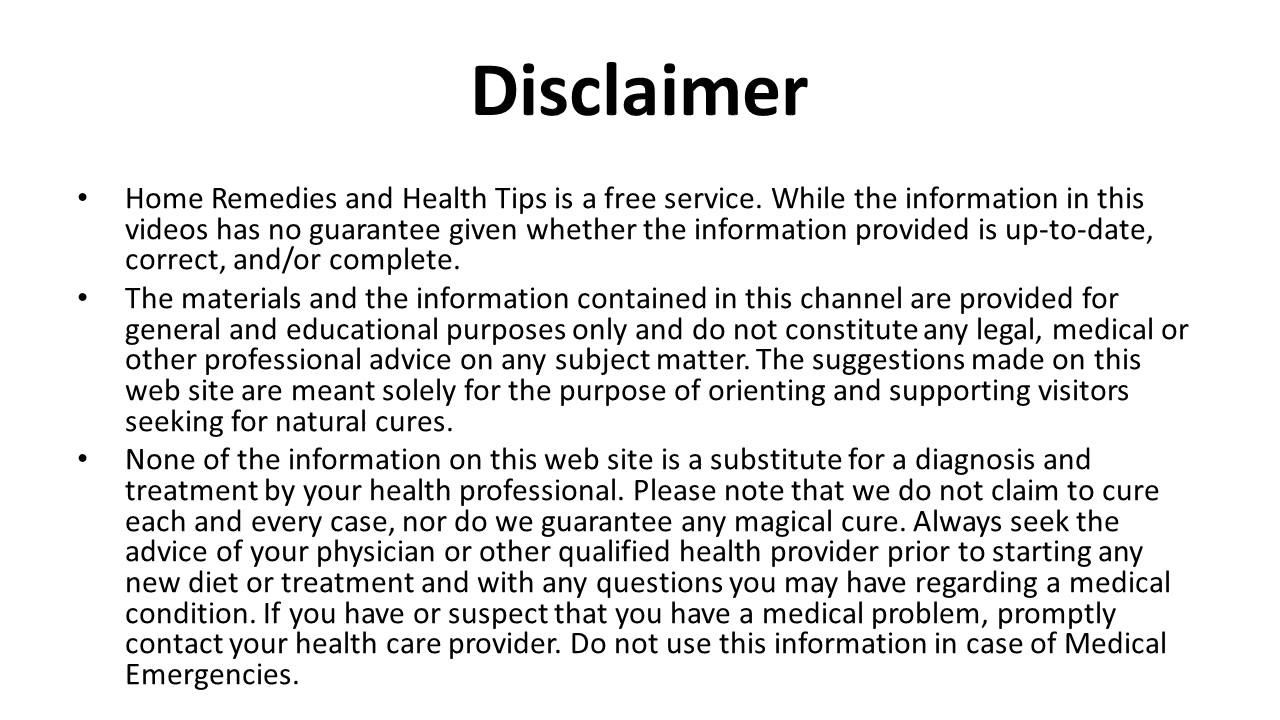 Disclaimer
• Home Remedies and Health Tips is a free service. While the information in this
videos has no guarantee given whether the information provided is up-to-date,
correct, and/or complete.
• The materials and the information contained in this channel are provided for
general and educational purposes only and do not constitute any legal, medical or
other professional advice on any subject matter. The suggestions made on this
web site are meant solely for the purpose of orienting and supporting visitors
seeking for natural cures.
• None of the information on this web site is a substitute for a diagnosis and
treatment by your health professional. Please note that we do not claim to cure
each and every case, nor do we guarantee any magical cure. Always seek the
advice of your physician or other qualified health provider prior to starting any
new diet or treatment and with any questions you may have regarding a medical
condition. If you have or suspect that you have a medical problem, promptly
contact your health care provider. Do not use this information in case of Medical
Emergencies.